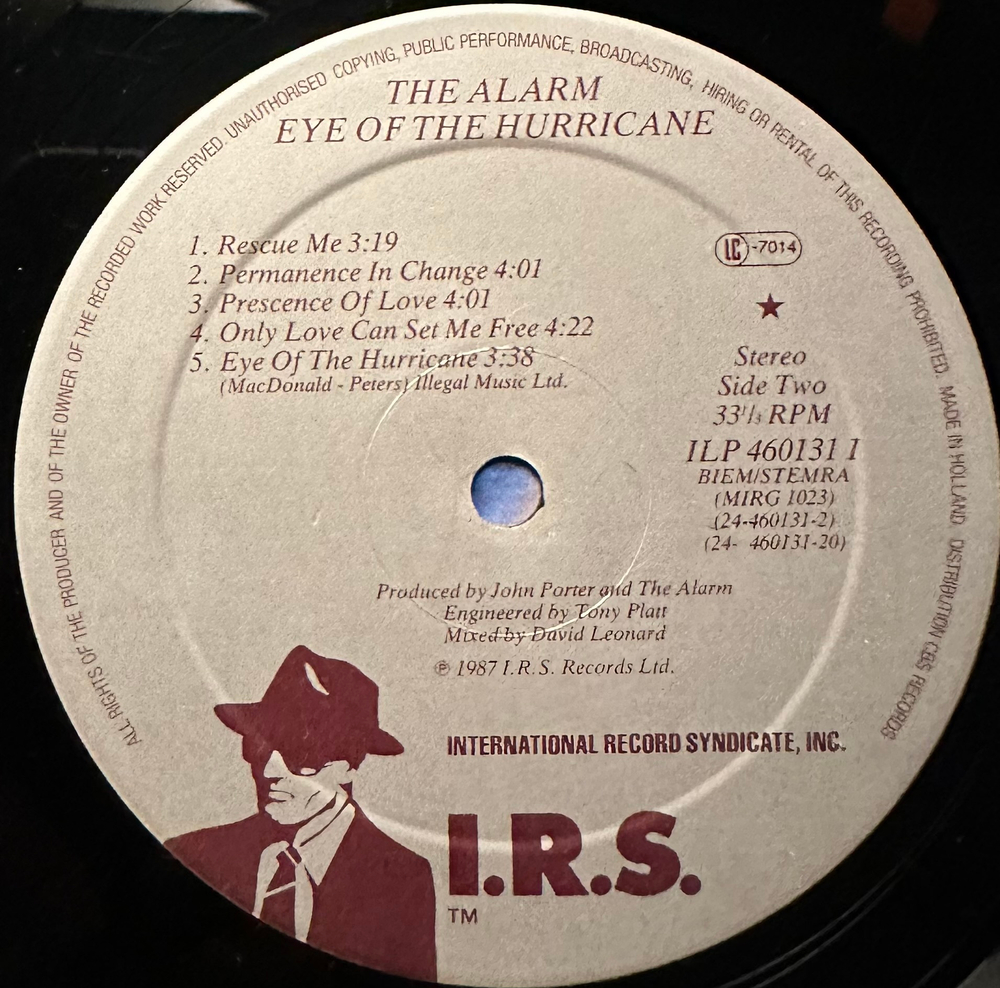 ALL RIGHTS OF THE PRODUCER AND OF THE OWNER OF THE RECORDED WORK RESERVED. UNAUTHORISED COPYING, PUBLIC PERFORMANCE, BROADCASTING, HIRING OR RENTAL OF THIS RECORDING PROHIBITED. MADE IN HOLLAND DISTRIBUTION CBS RECORDS
THE ALARM
EYE OF THE HURRICANE
1. Rescue Me 3:19
2. Permanence In Change 4:01
3. Prescence Of Love 4:01
4. Only Love Can Set Me Free 4:22
5. Eye Of The Hurricane 3:38
(MacDonald - Peters) Illegal Music Ltd.
LC -7014
★
Stereo
Side Two
33 1/3 RPM
ILP 460131 1
BIEM/STEMRA
(MIRG 1023)
(24-460131-2)
(24- 460131-20)
Produced by John Porter and The Alarm
Engineered by Tony Platt
Mixed by David Leonard
℗ 1987 I.R.S. Records Ltd.
INTERNATIONAL RECORD SYNDICATE, INC.
I.R.S.
TM